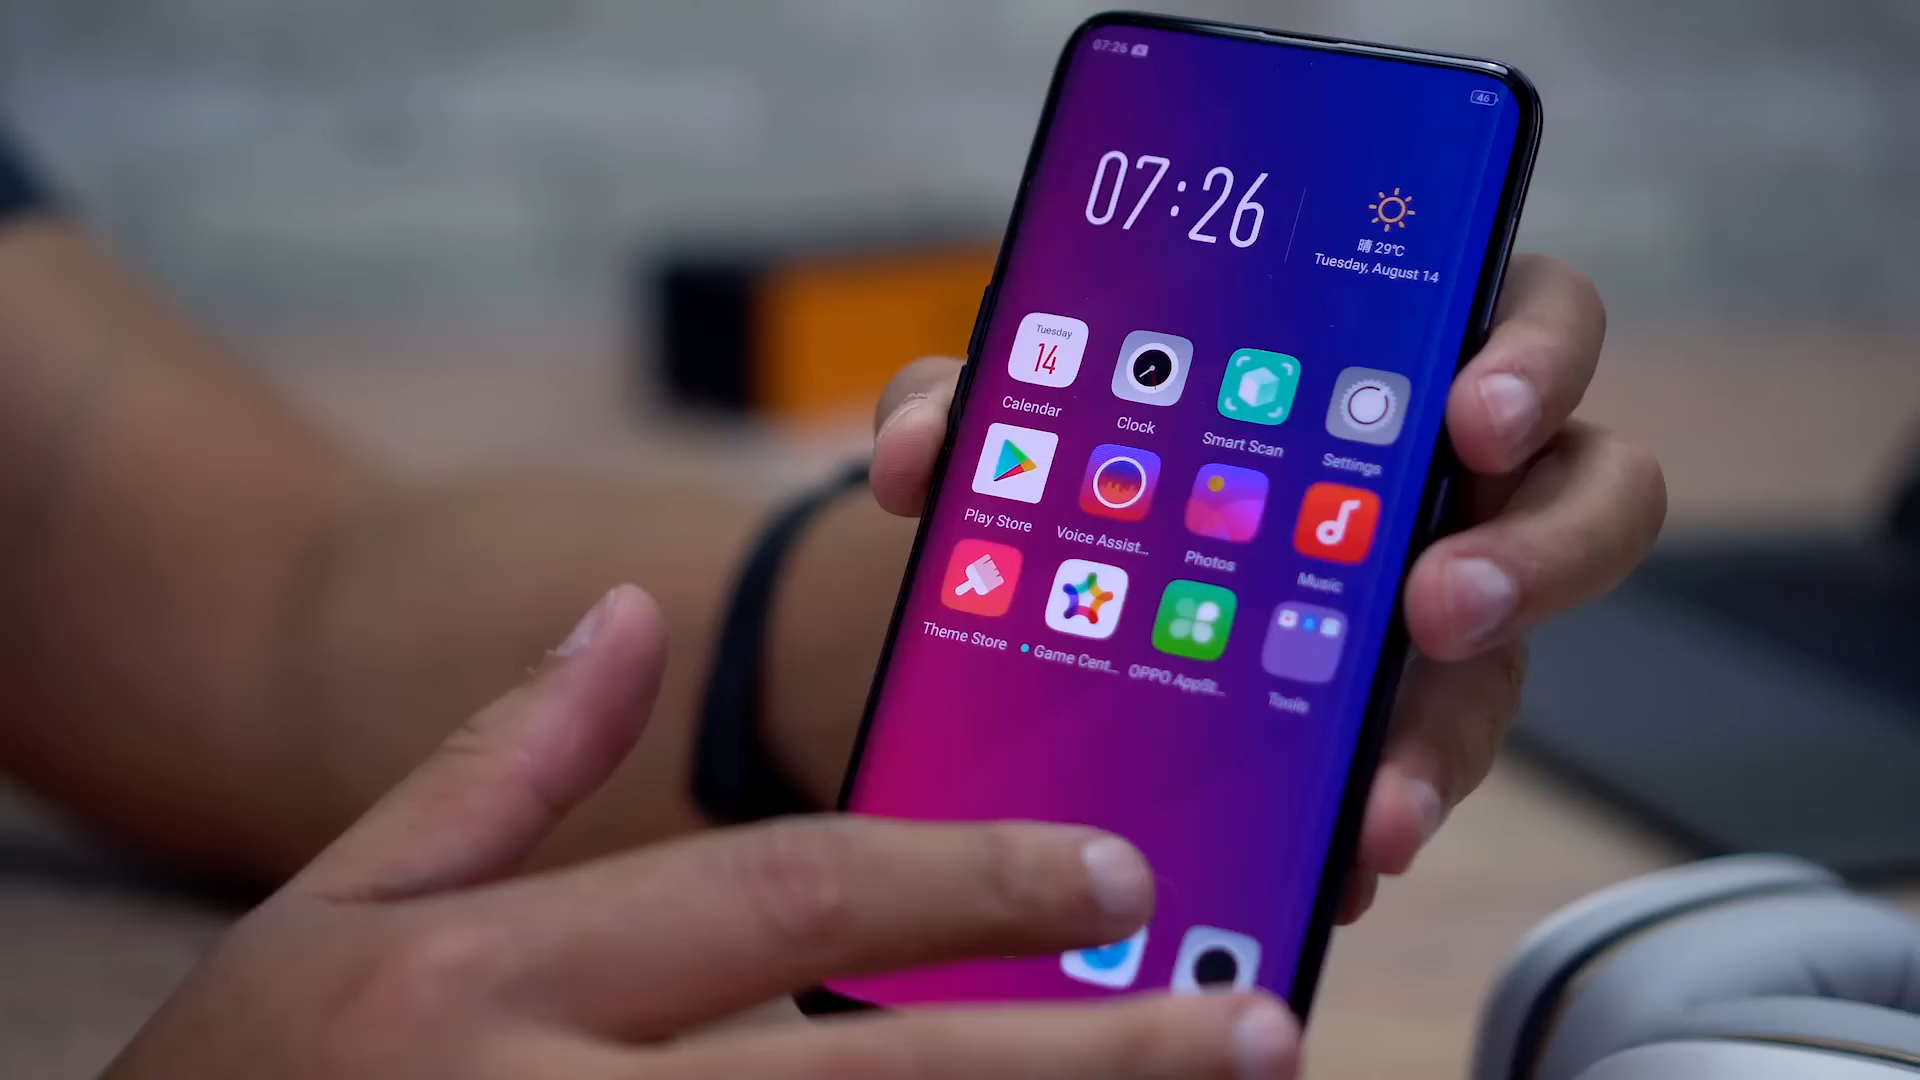 07:26
46
07:26
晴 29℃
Tuesday, August 14
Tuesday
14
Calendar
Clock
Smart Scan
Settings
Play Store
Voice Assist...
Photos
Music
Theme Store
Game Cent...
OPPO AppSt...
Tools